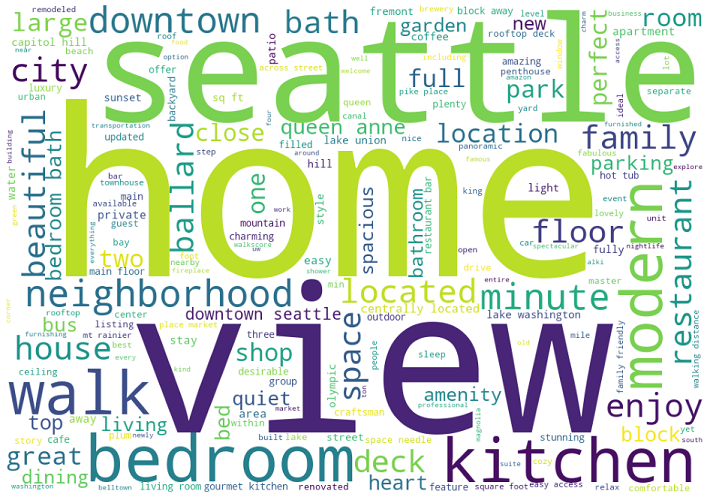 remodeled
large
downtown
bath
brewery
block away
level
fremont
coffee
garden
new
room
charm
business
near
capitol hill
beach
luxury
urban
city
roof
food
option
offer
across street
patio
rooftop deck
apartment
amazing
penthouse
window
including
access
lot
seattle
perfect
separate
full
park
pike place
amazon
plenty
yard
ideal
well
welcome
sunset
backyard
sq ft
queen
canal
close
queen anne
location
family
furnished
updated
filled
lake union
nice
panoramic
parking
fabulous
transportation
four
around
famous
hot tub
explore
building
water
beautiful
bedroom bath
step
hill
home
bar
townhouse
main
available
private
guest
everything
bay
two
main floor
ballard
one
style
mountain
work
charming
walkscore
uw
nearby
fireplace
foot
easy
shower
min
spacious
bathroom
restaurant bar
king
light
open
car
spectacular
drive
floor
event
lovely
alki
fully
unit
nightlife
green
modern
restaurant
corner
neighborhood
located
minute
master
entire
rooftop
center
downtown seattle
place market
centrally located
lake washington
outdoor
mile
old
family friendly
walking distance
furnishing
bus
listing
mt rainier
best
every
stay
three
house
shop
space
people
sleep
desirable
group
kind
view
ceiling
walk
quiet
area
within
olympic
amenity
enjoy
top
away
living
bed
ton
market
craftsman
professional
magnolia
block
yet
south
story
cafe
plum
newly
built
lake
street
space needle
stunning
great
bedroom
deck
kitchen
dining
heart
suite
cozy
relax
comfortable
washington
belltown
living room
gourmet kitchen
renovated
feature
square foot
easy access